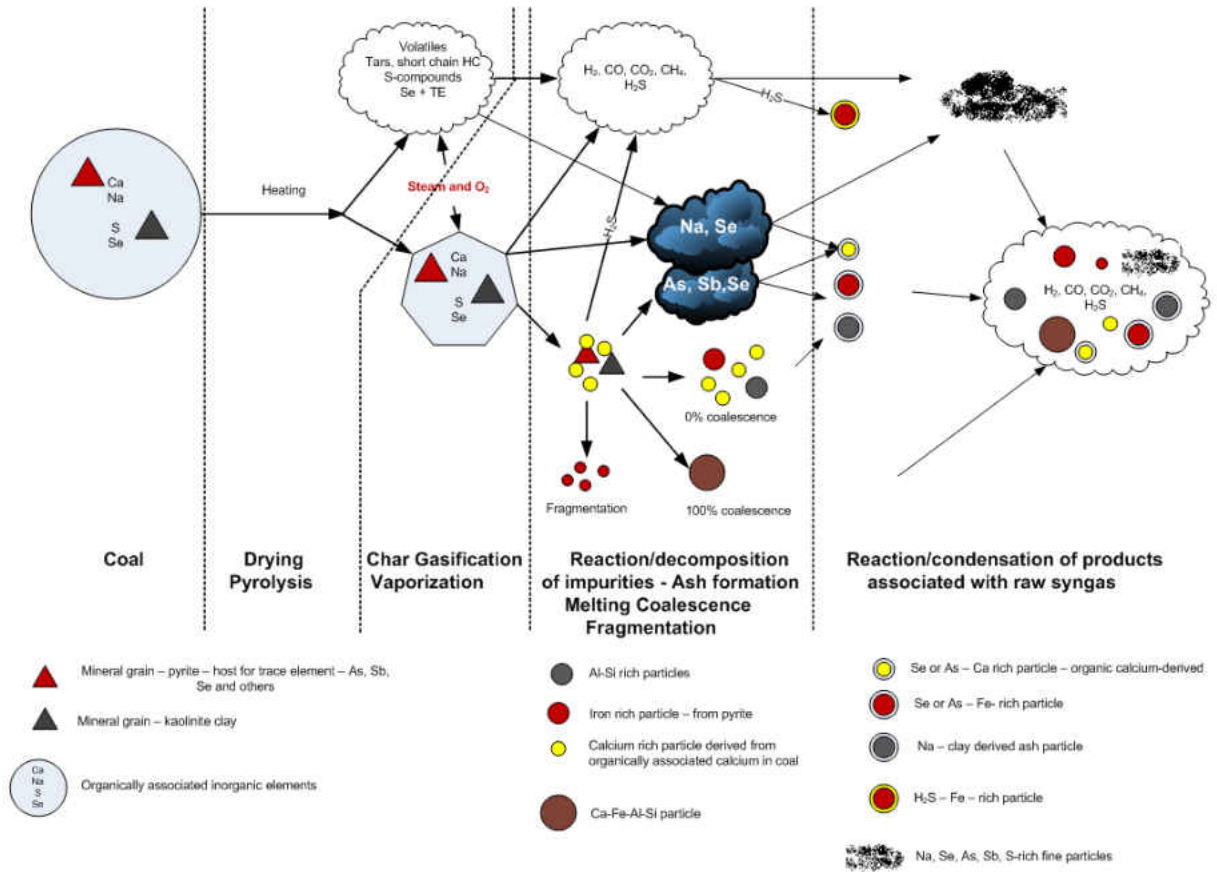 Volatiles
Tars, short chain HC
S-compounds
Se + TE
H₂, CO, CO₂, CH₄,
H₂S
H₂S
Ca
Na
S
Se
Heating
Steam and O₂
H₂S
Na, Se
As, Sb,Se
Ca
Na
S
Se
H₂, CO, CO₂, CH₄,
H₂S
0% coalescence
Fragmentation
100% coalescence
Coal
Drying
Pyrolysis
Char Gasification
Vaporization
Reaction/decomposition
of impurities - Ash formation
Melting Coalescence
Fragmentation
Reaction/condensation of products
associated with raw syngas
Mineral grain – pyrite – host for trace element – As, Sb,
Se and others
Mineral grain – kaolinite clay
Ca
Na
S
Se
Organically associated inorganic elements
Al-Si rich particles
Iron rich particle – from pyrite
Calcium rich particle derived from
organically associated calcium in coal
Ca-Fe-Al-Si particle
Se or As – Ca rich particle – organic calcium-derived
Se or As – Fe- rich particle
Na – clay derived ash particle
H₂S – Fe – rich particle
Na, Se, As, Sb, S-rich fine particles